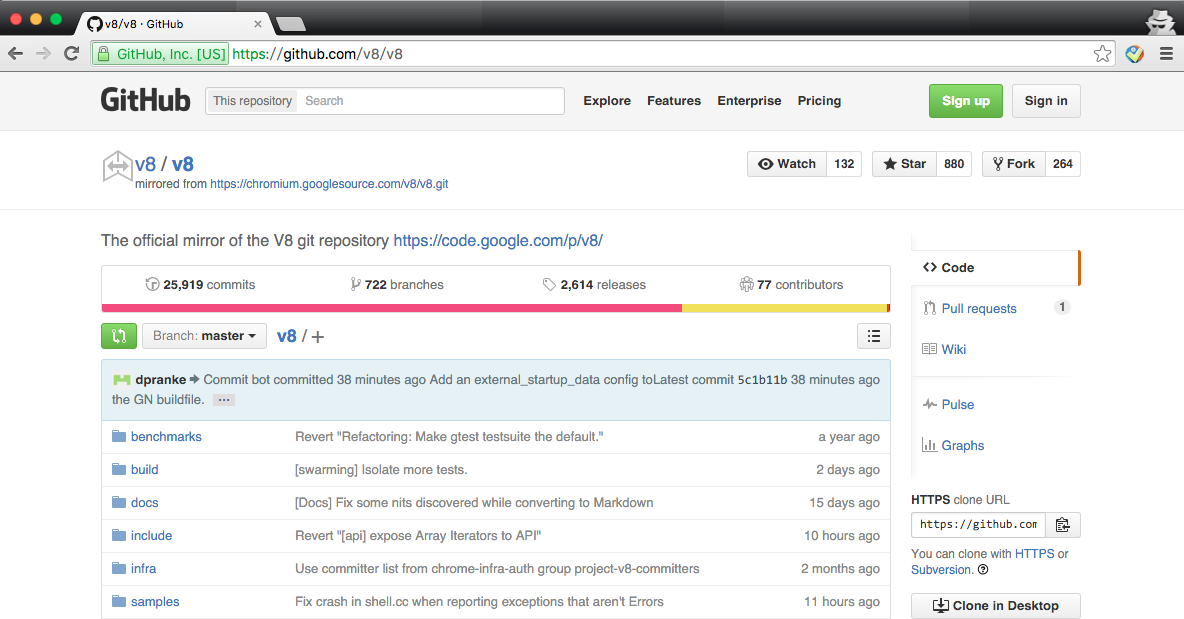 v8/v8 · GitHub
GitHub, Inc. [US] https://github.com/v8/v8
GitHub This repository Search Explore Features Enterprise Pricing Sign up Sign in
v8 / v8 Watch 132 Star 880 Fork 264
mirrored from https://chromium.googlesource.com/v8/v8.git
The official mirror of the V8 git repository https://code.google.com/p/v8/
25,919 commits 722 branches 2,614 releases 77 contributors
Branch: master v8 / +
dpranke Commit bot committed 38 minutes ago Add an external_startup_data config toLatest commit 5c1b11b 38 minutes ago
the GN buildfile. ...
benchmarks Revert "Refactoring: Make gtest testsuite the default." a year ago
build [swarming] Isolate more tests. 2 days ago
docs [Docs] Fix some nits discovered while converting to Markdown 15 days ago
include Revert "[api] expose Array Iterators to API" 10 hours ago
infra Use committer list from chrome-infra-auth group project-v8-committers 2 months ago
samples Fix crash in shell.cc when reporting exceptions that aren't Errors 11 hours ago
Code
Pull requests 1
Wiki
Pulse
Graphs
HTTPS clone URL
https://github.com
You can clone with HTTPS or
Subversion.
Clone in Desktop